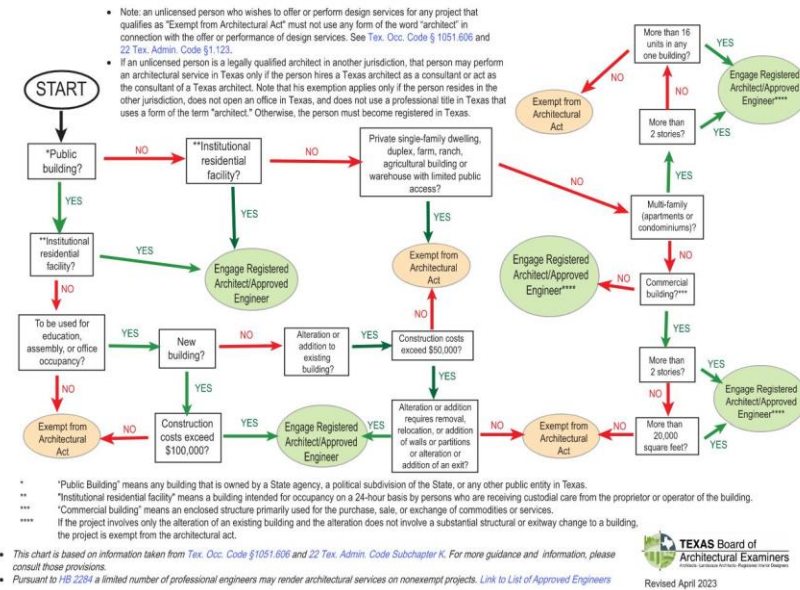 • Note: an unlicensed person who wishes to offer or perform design services for any project that
qualifies as "Exempt from Architectural Act" must not use any form of the word "architect" in
connection with the offer or performance of design services. See Tex. Occ. Code § 1051.606 and
22 Tex. Admin. Code §1.123.
• If an unlicensed person is a legally qualified architect in another jurisdiction, that person may perform
an architectural service in Texas only if the person hires a Texas architect as a consultant or act as
the consultant of a Texas architect. Note that his exemption applies only if the person resides in the
other jurisdiction, does not open an office in Texas, and does not use a professional title in Texas that
uses a form of the term "architect." Otherwise, the person must become registered in Texas.
START
*Public
building?
NO
**Institutional
residential
facility?
NO
Private single-family dwelling,
duplex, farm, ranch,
agricultural building or
warehouse with limited public
access?
NO
More than 16
units in any
one building?
YES
NO
Exempt from
Architectural
Act
Engage Registered
Architect/Approved
Engineer****
NO
More than
2 stories?
YES
YES
Multi-family
(apartments or
condominiums)?
YES
YES
YES
**Institutional
residential
facility?
YES
Engage Registered
Architect/Approved
Engineer
Exempt from
Architectural
Act
Engage Registered
Architect/Approved
Engineer****
NO
NO
Commercial
building?***
NO
NO
YES
To be used for
education,
assembly, or office
occupancy?
YES
New
building?
NO
Alteration or
addition to
existing
building?
YES
Construction costs
exceed $50,000?
More than
2 stories?
YES
NO
YES
YES
NO
Engage Registered
Architect/Approved
Engineer****
Exempt from
Architectural
Act
NO
Construction
costs exceed
$100,000?
YES
Engage Registered
Architect/Approved
Engineer
YES
Alteration or addition
requires removal,
relocation, or addition
of walls or partitions
or alteration or
addition of an exit?
NO
Exempt from
Architectural
Act
NO
More than
20,000
square feet?
YES
* "Public Building" means any building that is owned by a State agency, a political subdivision of the State, or any other public entity in Texas.
** "Institutional residential facility" means a building intended for occupancy on a 24-hour basis by persons who are receiving custodial care from the proprietor or operator of the building.
*** "Commercial building" means an enclosed structure primarily used for the purchase, sale, or exchange of commodities or services.
**** If the project involves only the alteration of an existing building and the alteration does not involve a substantial structural or exitway change to a building,
the project is exempt from the architectural act.
• This chart is based on information taken from Tex. Occ. Code §1051.606 and 22 Tex. Admin. Code Subchapter K. For more guidance and information, please
consult those provisions.
• Pursuant to HB 2284 a limited number of professional engineers may render architectural services on nonexempt projects. Link to List of Approved Engineers
TEXAS Board of
Architectural Examiners
Architects · Landscape Architects · Registered Interior Designers
Revised April 2023